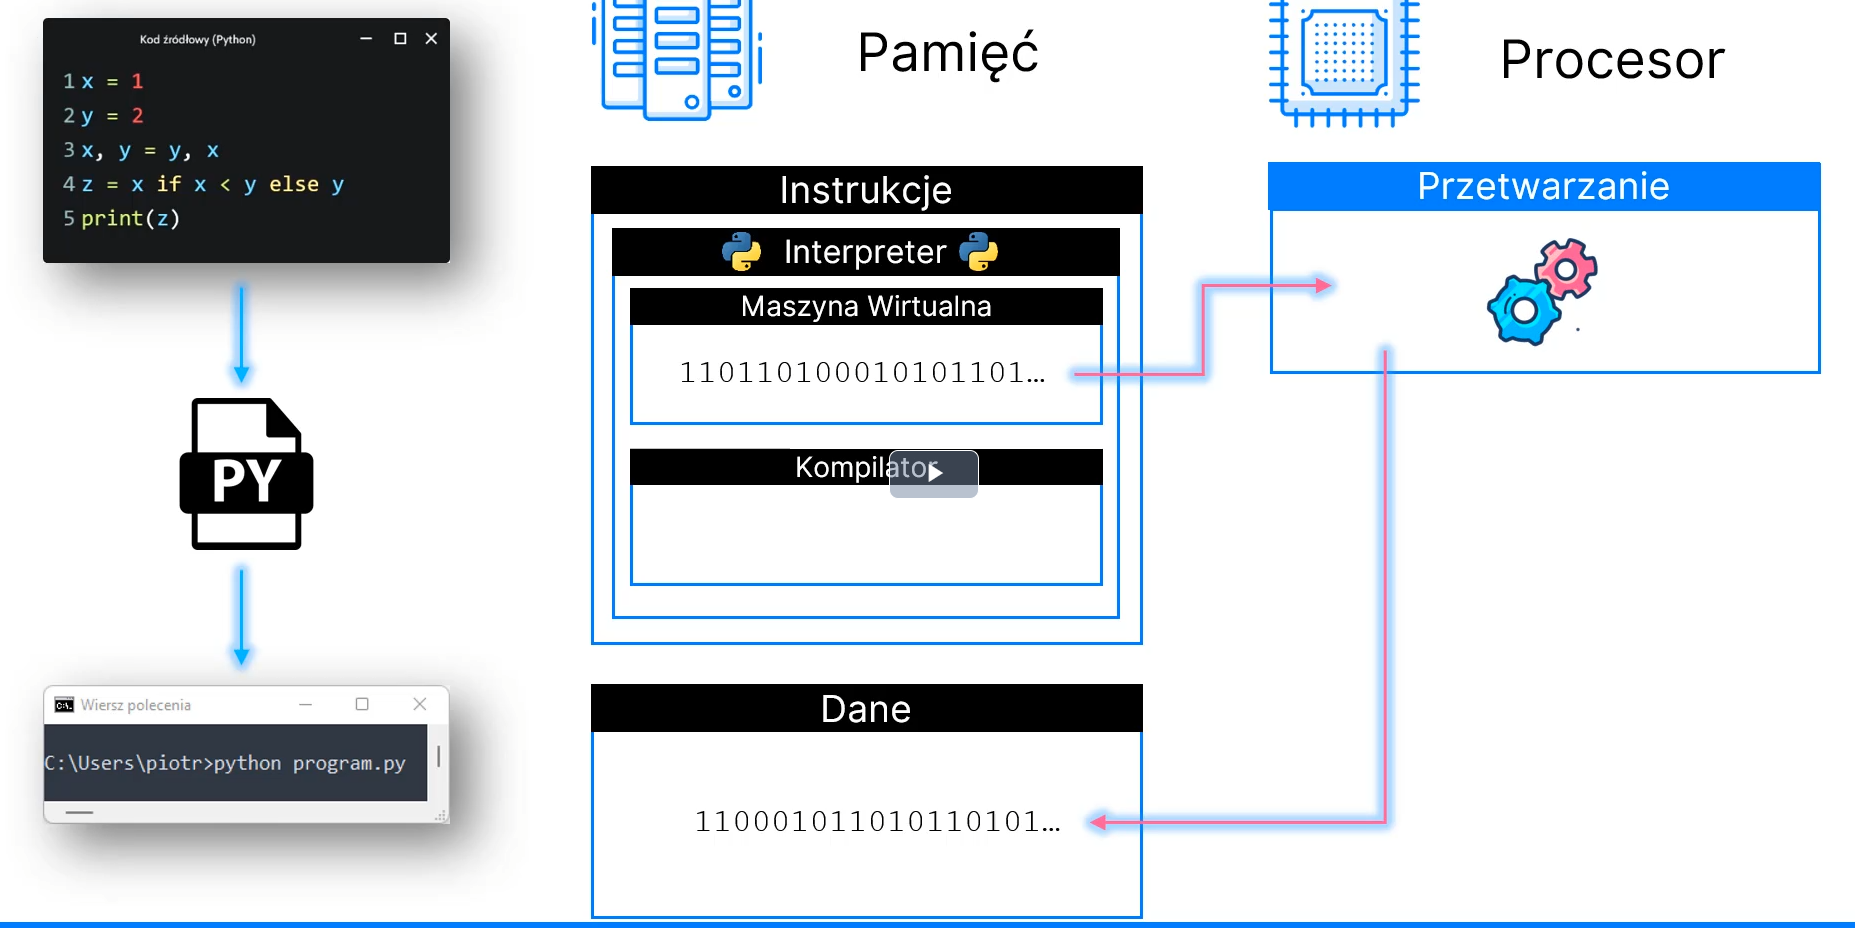 Kod źródłowy (Python)
1 x = 1
2 y = 2
3 x, y = y, x
4 z = x if x < y else y
5 print(z)
PY
C:\.
Wiersz polecenia
C:\Users\piotr>python program.py
Pamięć
Instrukcje
Interpreter
Maszyna Wirtualna
110110100010101101...
Kompilator
Dane
110001011010110101...
Procesor
Przetwarzanie